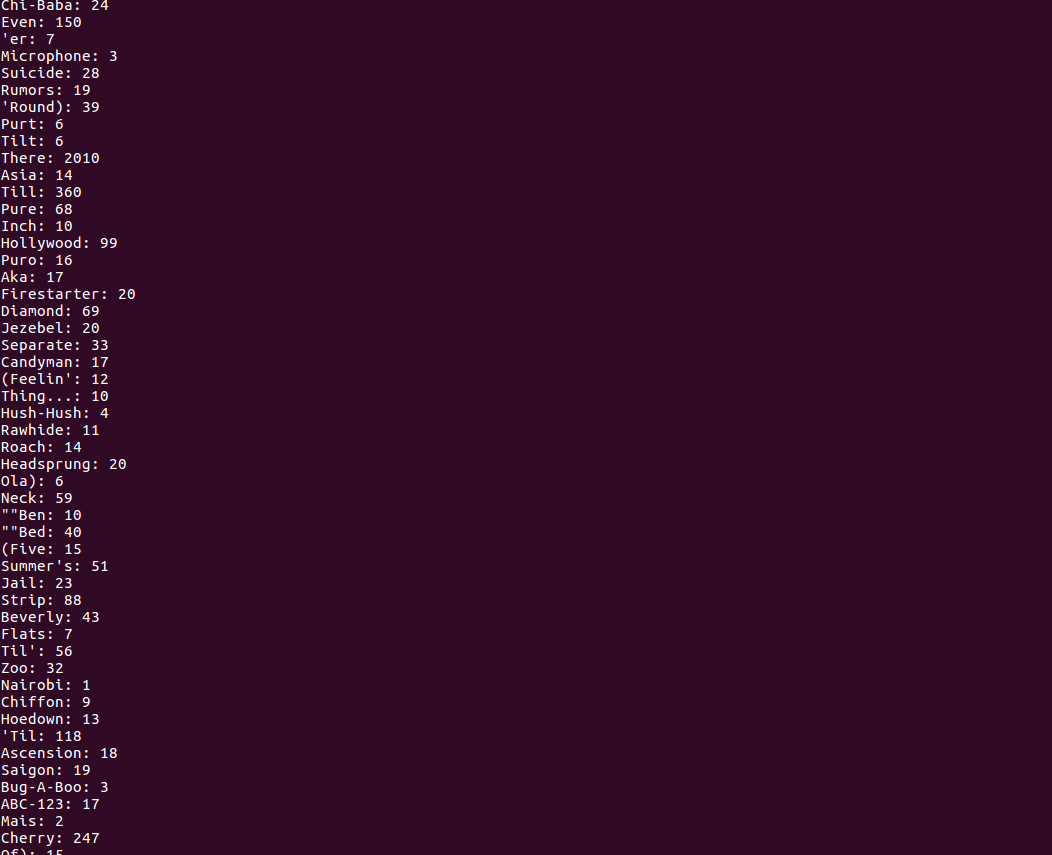 Chi-Baba: 24
Even: 150
'er: 7
Microphone: 3
Suicide: 28
Rumors: 19
'Round): 39
Purt: 6
Tilt: 6
There: 2010
Asia: 14
Till: 360
Pure: 68
Inch: 10
Hollywood: 99
Puro: 16
Aka: 17
Firestarter: 20
Diamond: 69
Jezebel: 20
Separate: 33
Candyman: 17
(Feelin': 12
Thing...: 10
Hush-Hush: 4
Rawhide: 11
Roach: 14
Headsprung: 20
Ola): 6
Neck: 59
""Ben: 10
""Bed: 40
(Five: 15
Summer's: 51
Jail: 23
Strip: 88
Beverly: 43
Flats: 7
Til': 56
Zoo: 32
Nairobi: 1
Chiffon: 9
Hoedown: 13
'Til: 118
Ascension: 18
Saigon: 19
Bug-A-Boo: 3
ABC-123: 17
Mais: 2
Cherry: 247
Of): 15